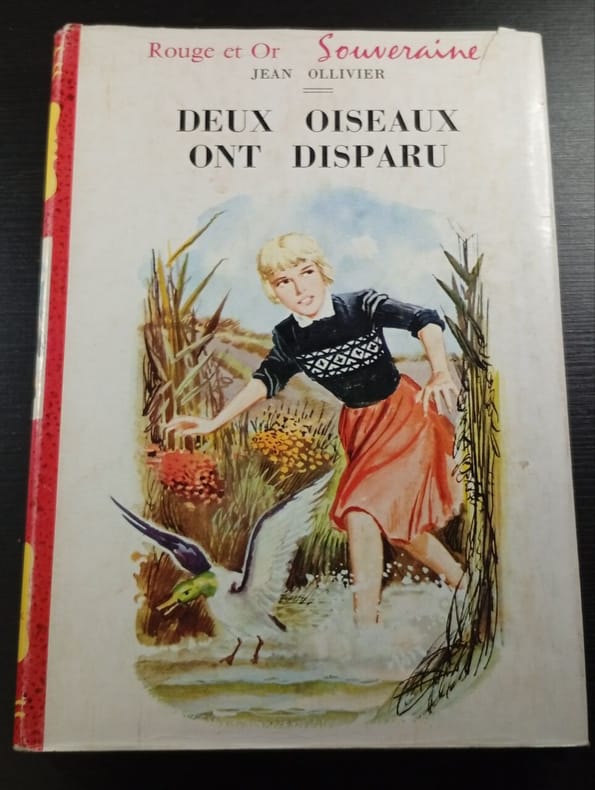 Rouge et Or Souveraine
JEAN OLLIVIER
DEUX OISEAUX
ONT DISPARU